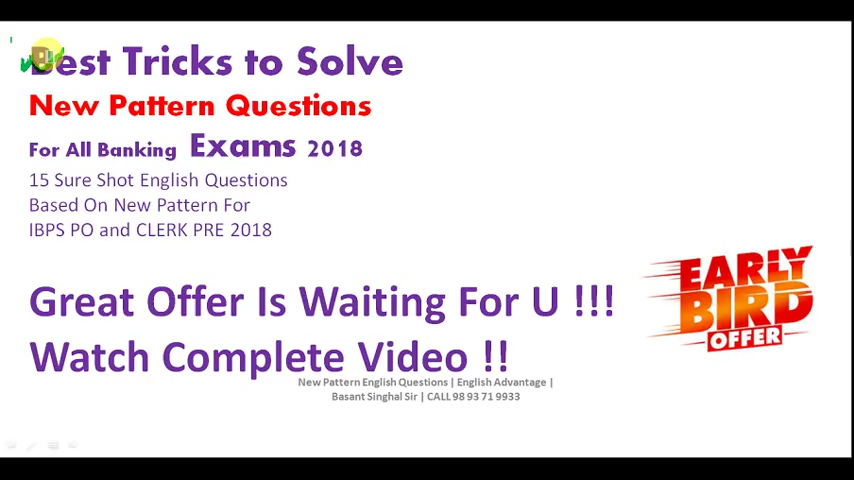 Best Tricks to Solve
New Pattern Questions
For All Banking Exams 2018
15 Sure Shot English Questions
Based On New Pattern For
IBPS PO and CLERK PRE 2018
Great Offer Is Waiting For U !!!
Watch Complete Video !!
EARLY
BIRD
OFFER
New Pattern English Questions | English Advantage |
Basant Singhal Sir | CALL 98 93 71 9933